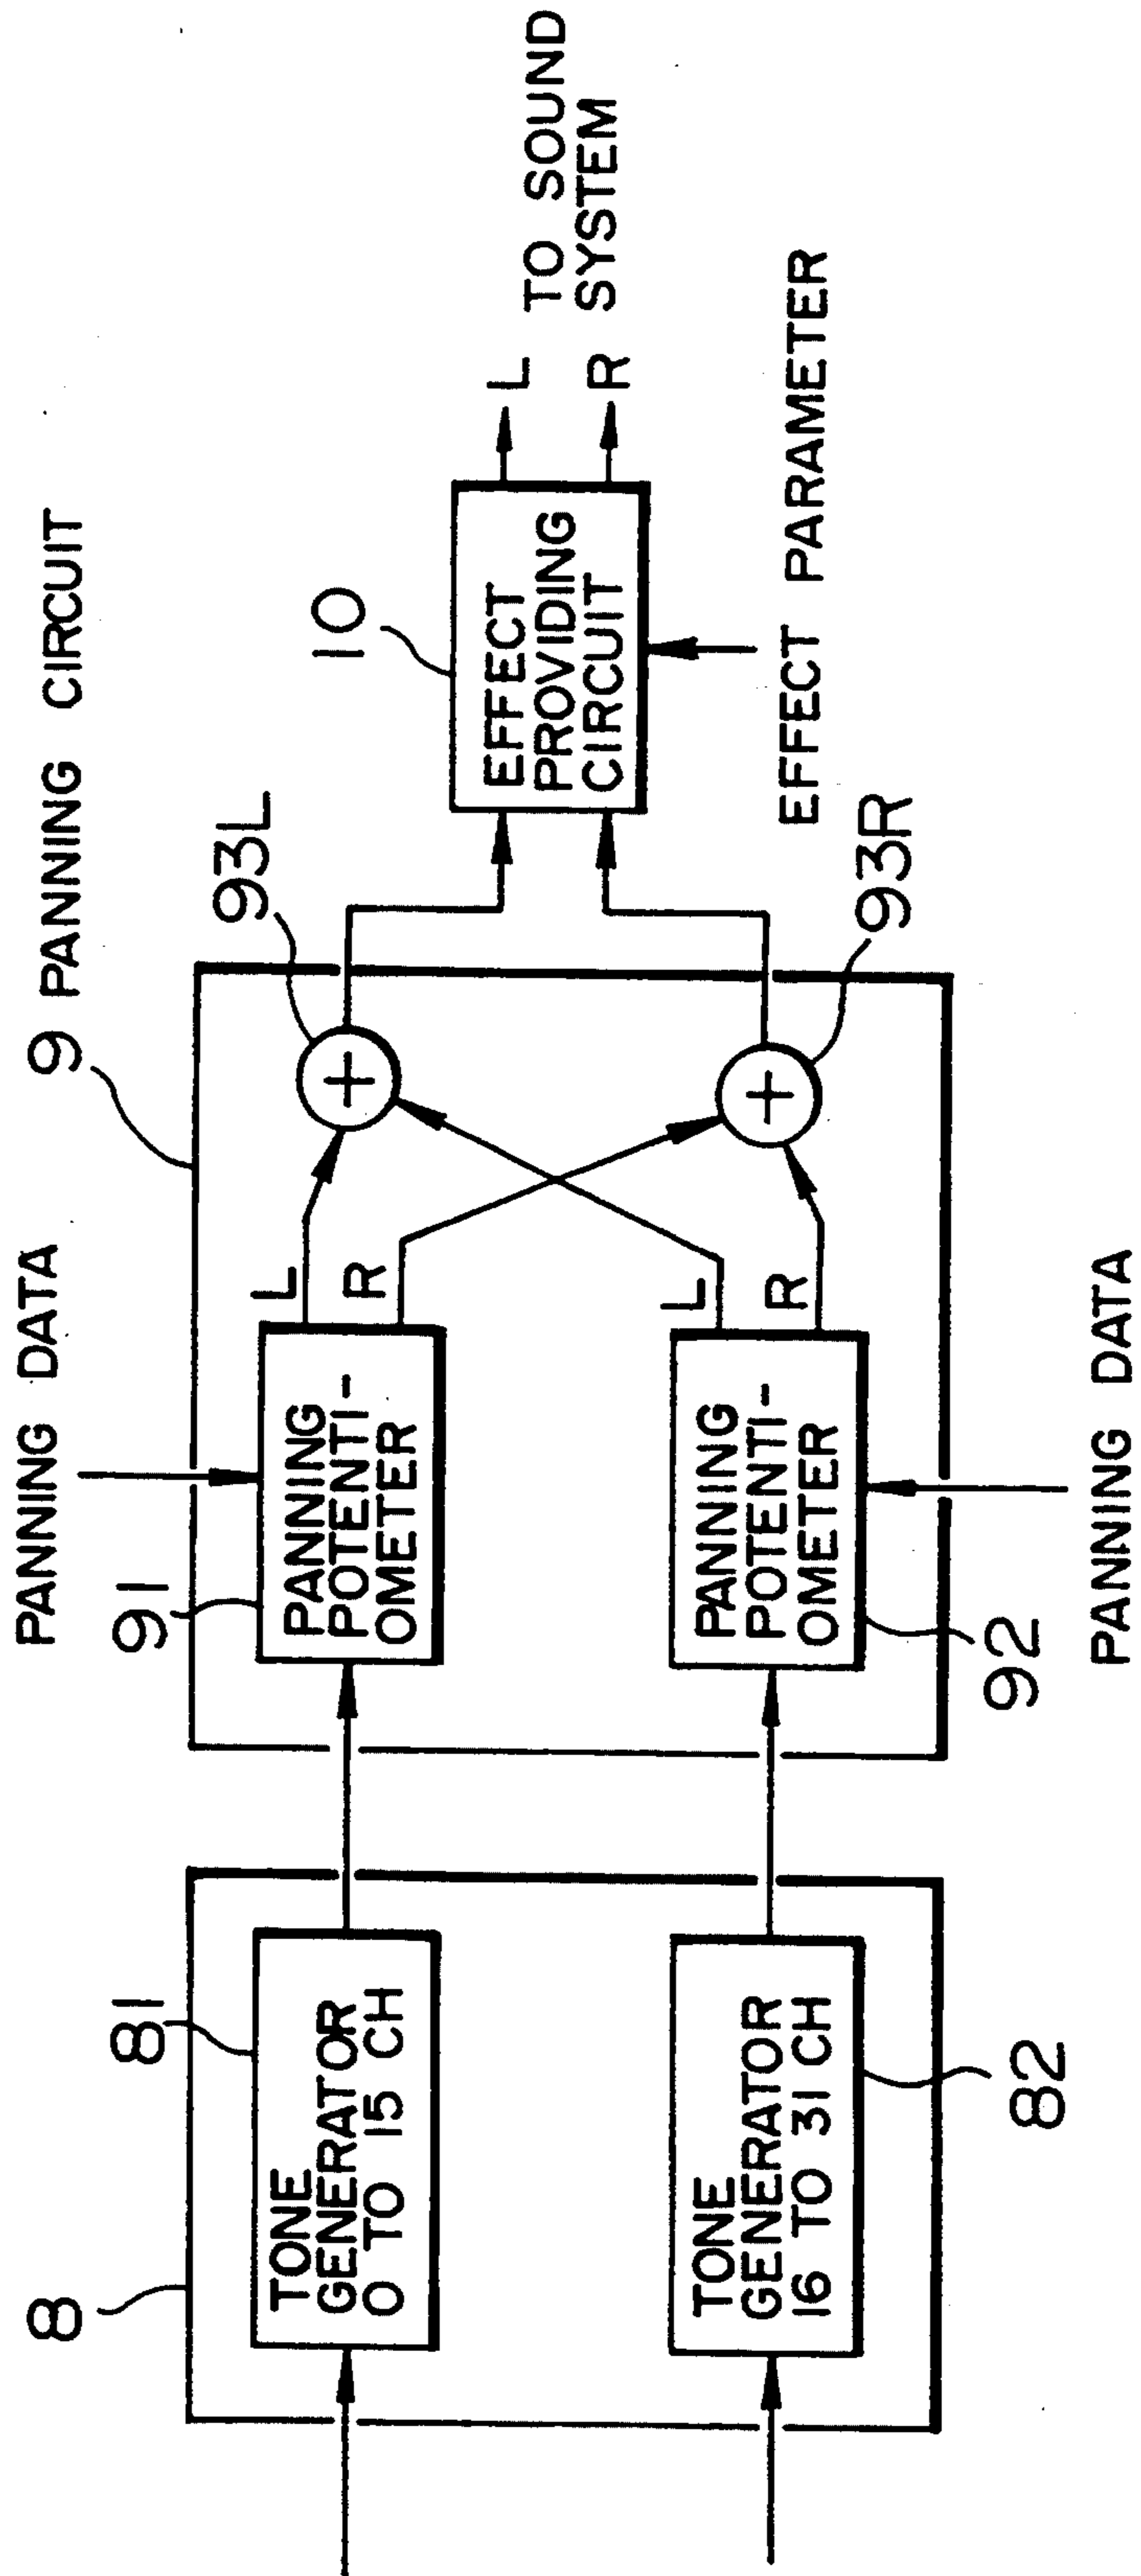 8
81
TONE
GENERATOR
0 TO 15 CH
TONE
GENERATOR
16 TO 31 CH
82
PANNING DATA
9 PANNING CIRCUIT
91
PANNING
POTENTI-
OMETER
L
R
PANNING
POTENTI-
OMETER
L
R
92
PANNING DATA
93L
+
+
93R
10
EFFECT
PROVIDING
CIRCUIT
EFFECT PARAMETER
L TO SOUND
R SYSTEM